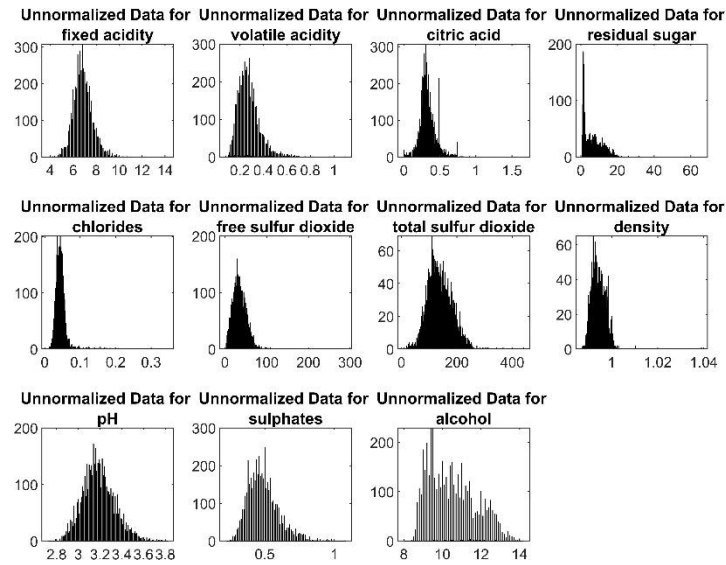 Unnormalized Data for
fixed acidity
300
200
100
0
4 6 8 10 12 14
Unnormalized Data for
volatile acidity
300
200
100
0
0.2 0.4 0.6 0.8 1
Unnormalized Data for
citric acid
300
200
100
0
0 0.5 1 1.5
Unnormalized Data for
residual sugar
200
100
0
0 20 40 60
Unnormalized Data for
chlorides
200
100
0
0 0.1 0.2 0.3
Unnormalized Data for
free sulfur dioxide
200
100
0
0 100 200 300
Unnormalized Data for
total sulfur dioxide
60
40
20
0
0 200 400
Unnormalized Data for
density
60
40
20
0
1 1.02 1.04
Unnormalized Data for
pH
200
100
0
2.8 3 3.2 3.4 3.6 3.8
Unnormalized Data for
sulphates
300
200
100
0
0.5 1
Unnormalized Data for
alcohol
200
100
0
8 10 12 14